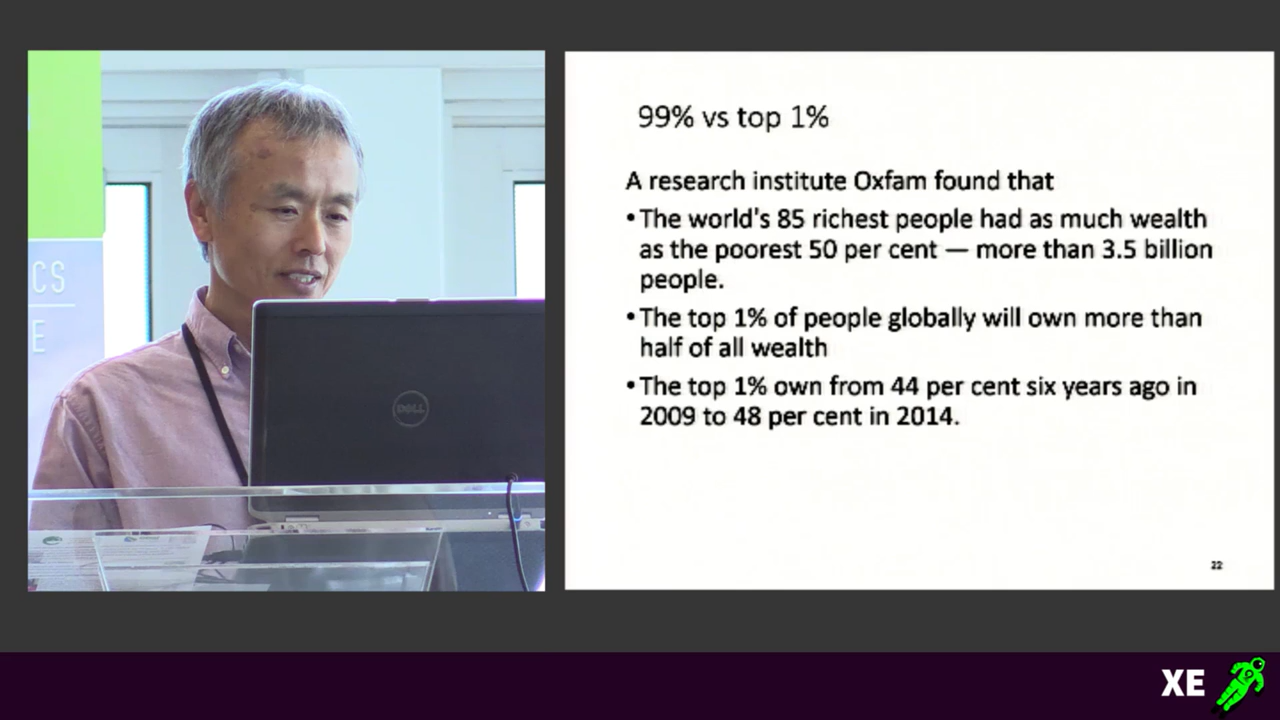 CS
E
DELL
99% vs top 1%
A research institute Oxfam found that
•The world's 85 richest people had as much wealth
as the poorest 50 per cent — more than 3.5 billion
people.
•The top 1% of people globally will own more than
half of all wealth
•The top 1% own from 44 per cent six years ago in
2009 to 48 per cent in 2014.
22
XE